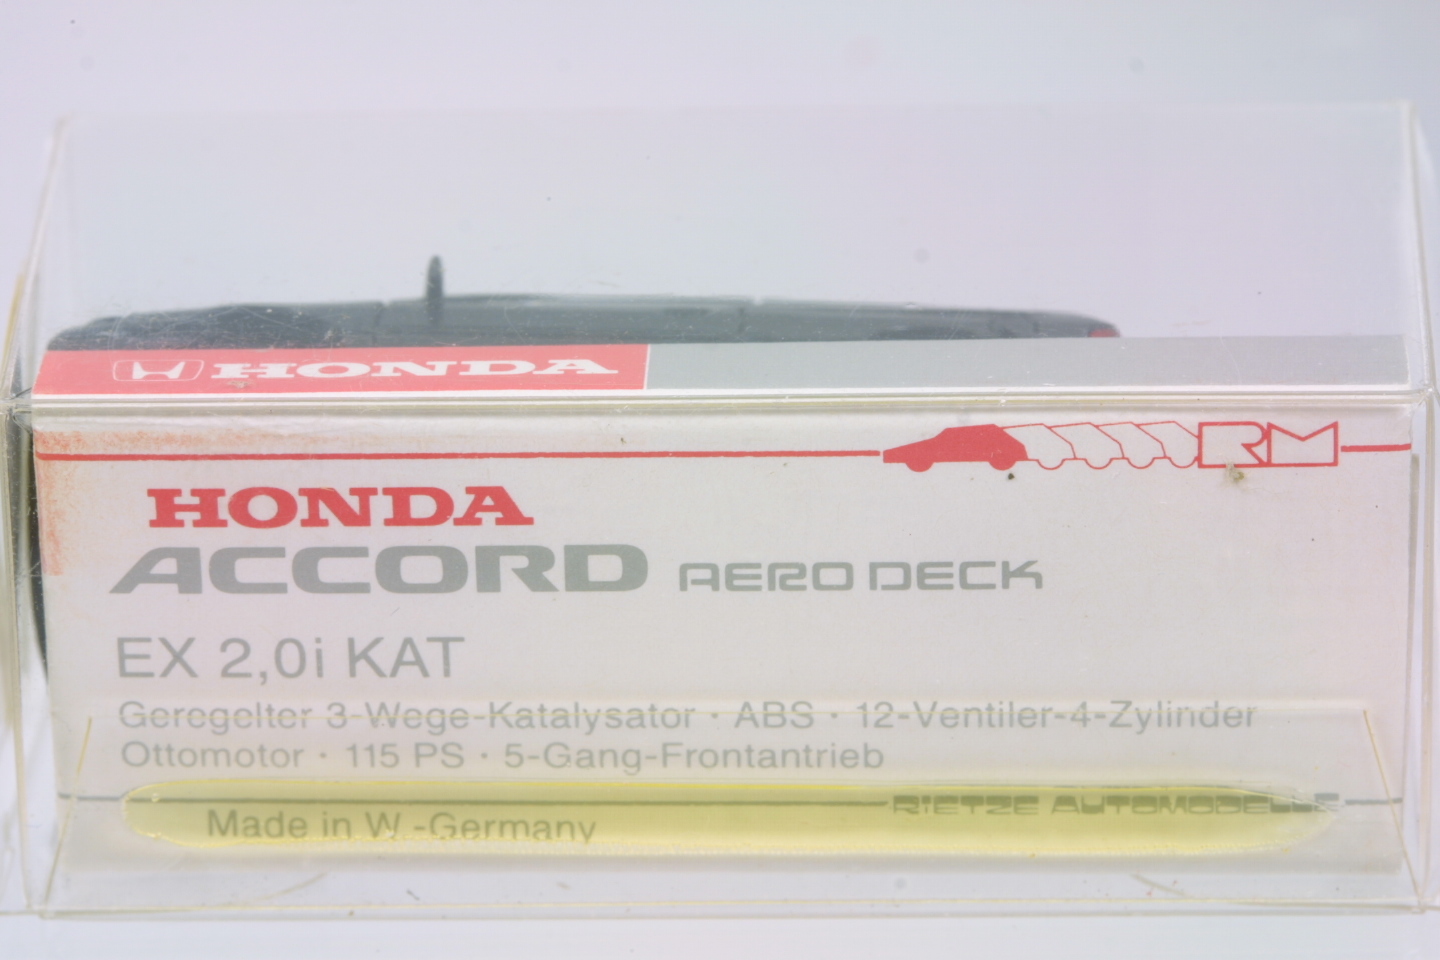 HONDA
RM
HONDA
ACCORD AERO DECK
EX 2,0i KAT
Geregelter 3-Wege-Katalysator · ABS · 12-Ventiler-4-Zylinder
Ottomotor · 115 PS · 5-Gang-Frontantrieb
RIETZE AUTOMODELLE
Made in W.-Germany